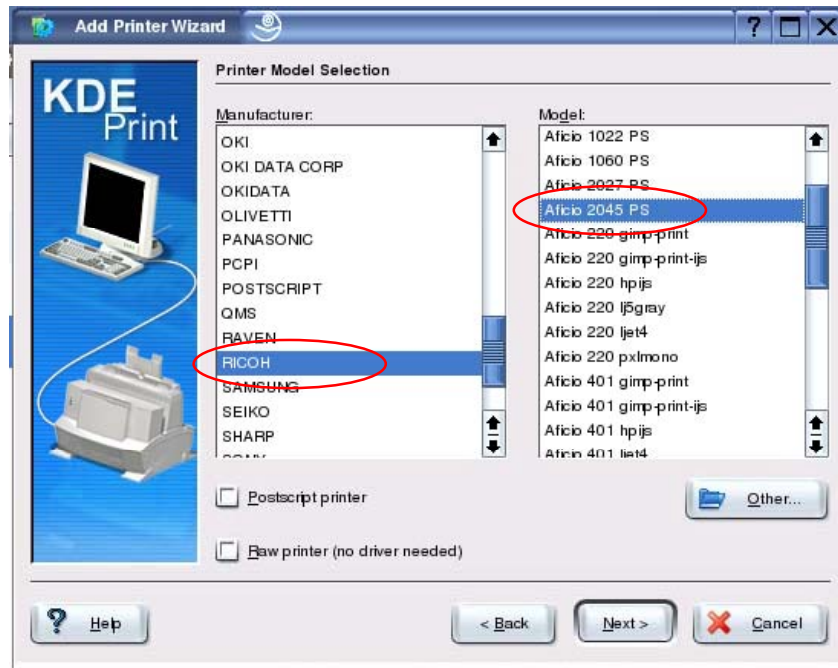 Add Printer Wizard
KDE
Print
Printer Model Selection
Manufacturer:
OKI
OKI DATA CORP
OKIDATA
OLIVETTI
PANASONIC
PCPI
POSTSCRIPT
QMS
RAVEN
RICOH
SAMSUNG
SEIKO
SHARP
SONY
Model:
Aficio 1022 PS
Aficio 1060 PS
Aficio 2027 PS
Aficio 2045 PS
Aficio 220 gimp-print
Aficio 220 gimp-print-ijs
Aficio 220 hpijs
Aficio 220 lj5gray
Aficio 220 ljet4
Aficio 220 pxlmono
Aficio 401 gimp-print
Aficio 401 gimp-print-ijs
Aficio 401 hpijs
Aficio 401 ljet4
Postscript printer
Other...
Raw printer (no driver needed)
? Help
< Back
Next >
Cancel